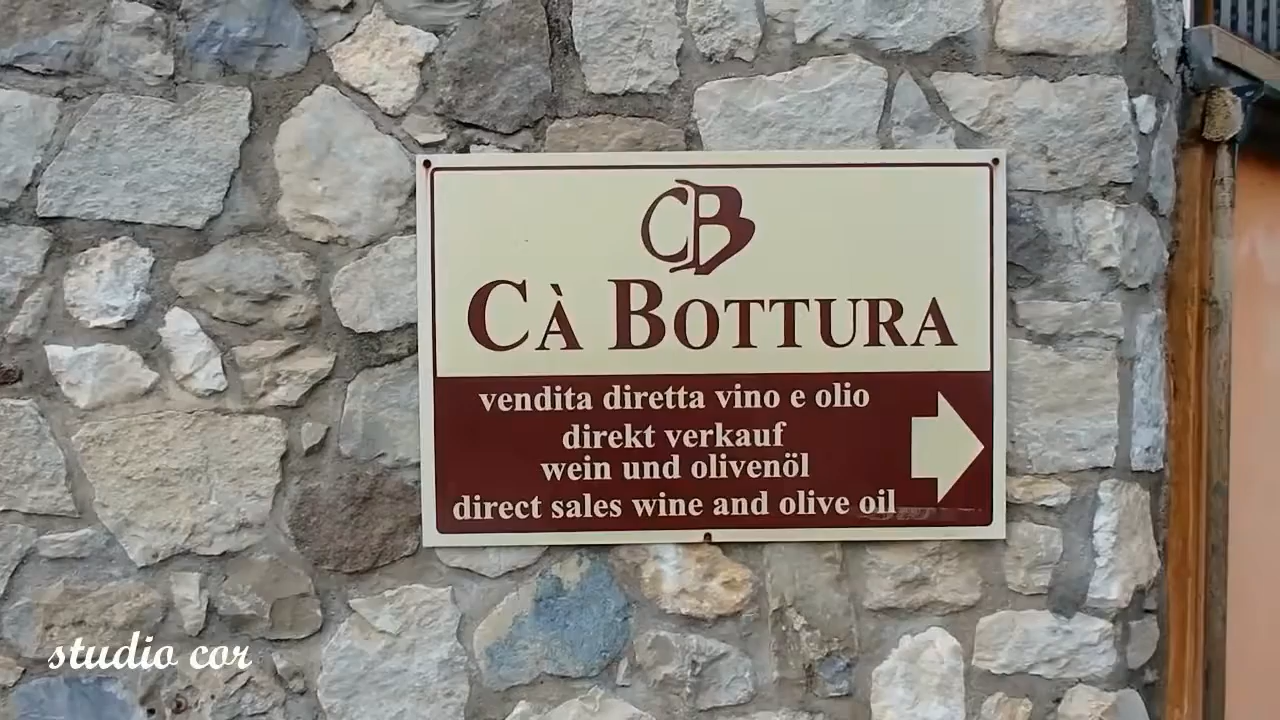 CB
CÀ BOTTURA
vendita diretta vino e olio
direkt verkauf
wein und olivenöl
direct sales wine and olive oil
studio cor